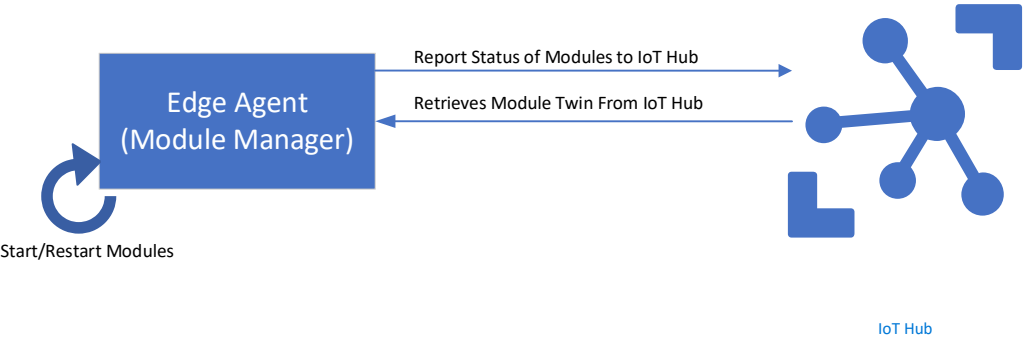 Report Status of Modules to IoT Hub
Edge Agent
(Module Manager)
Retrieves Module Twin From IoT Hub
Start/Restart Modules
IoT Hub